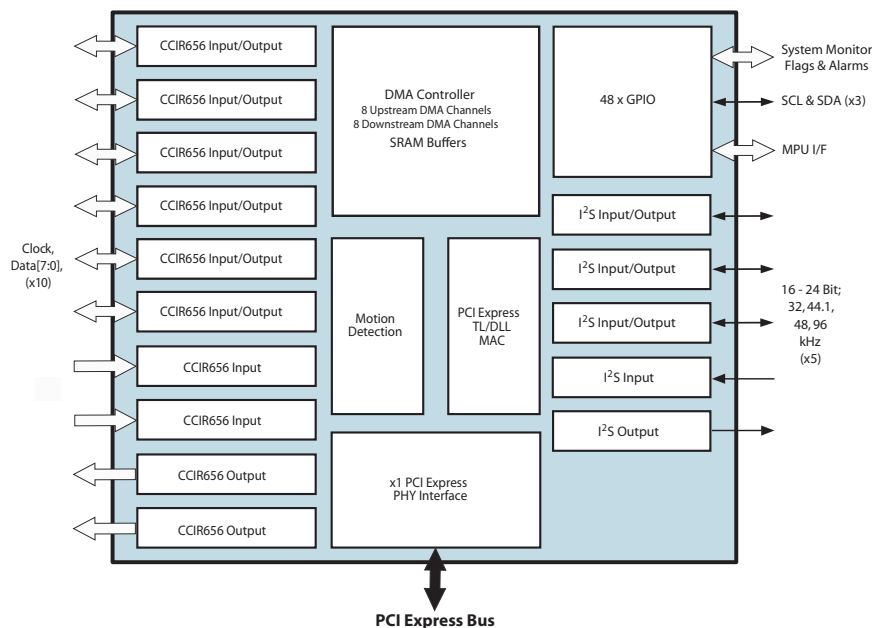 CCIR656 Input/Output
CCIR656 Input/Output
CCIR656 Input/Output
CCIR656 Input/Output
CCIR656 Input/Output
CCIR656 Input/Output
CCIR656 Input
CCIR656 Input
CCIR656 Output
CCIR656 Output
Clock,
Data[7:0],
(x10)
DMA Controller
8 Upstream DMA Channels
8 Downstream DMA Channels
SRAM Buffers
Motion
Detection
PCI Express
TL/DLL
MAC
x1 PCI Express
PHY Interface
48 x GPIO
I²S Input/Output
I²S Input/Output
I²S Input/Output
I²S Input
I²S Output
System Monitor
Flags & Alarms
SCL & SDA (x3)
MPU I/F
16 - 24 Bit;
32, 44.1,
48, 96
kHz
(x5)
PCI Express Bus